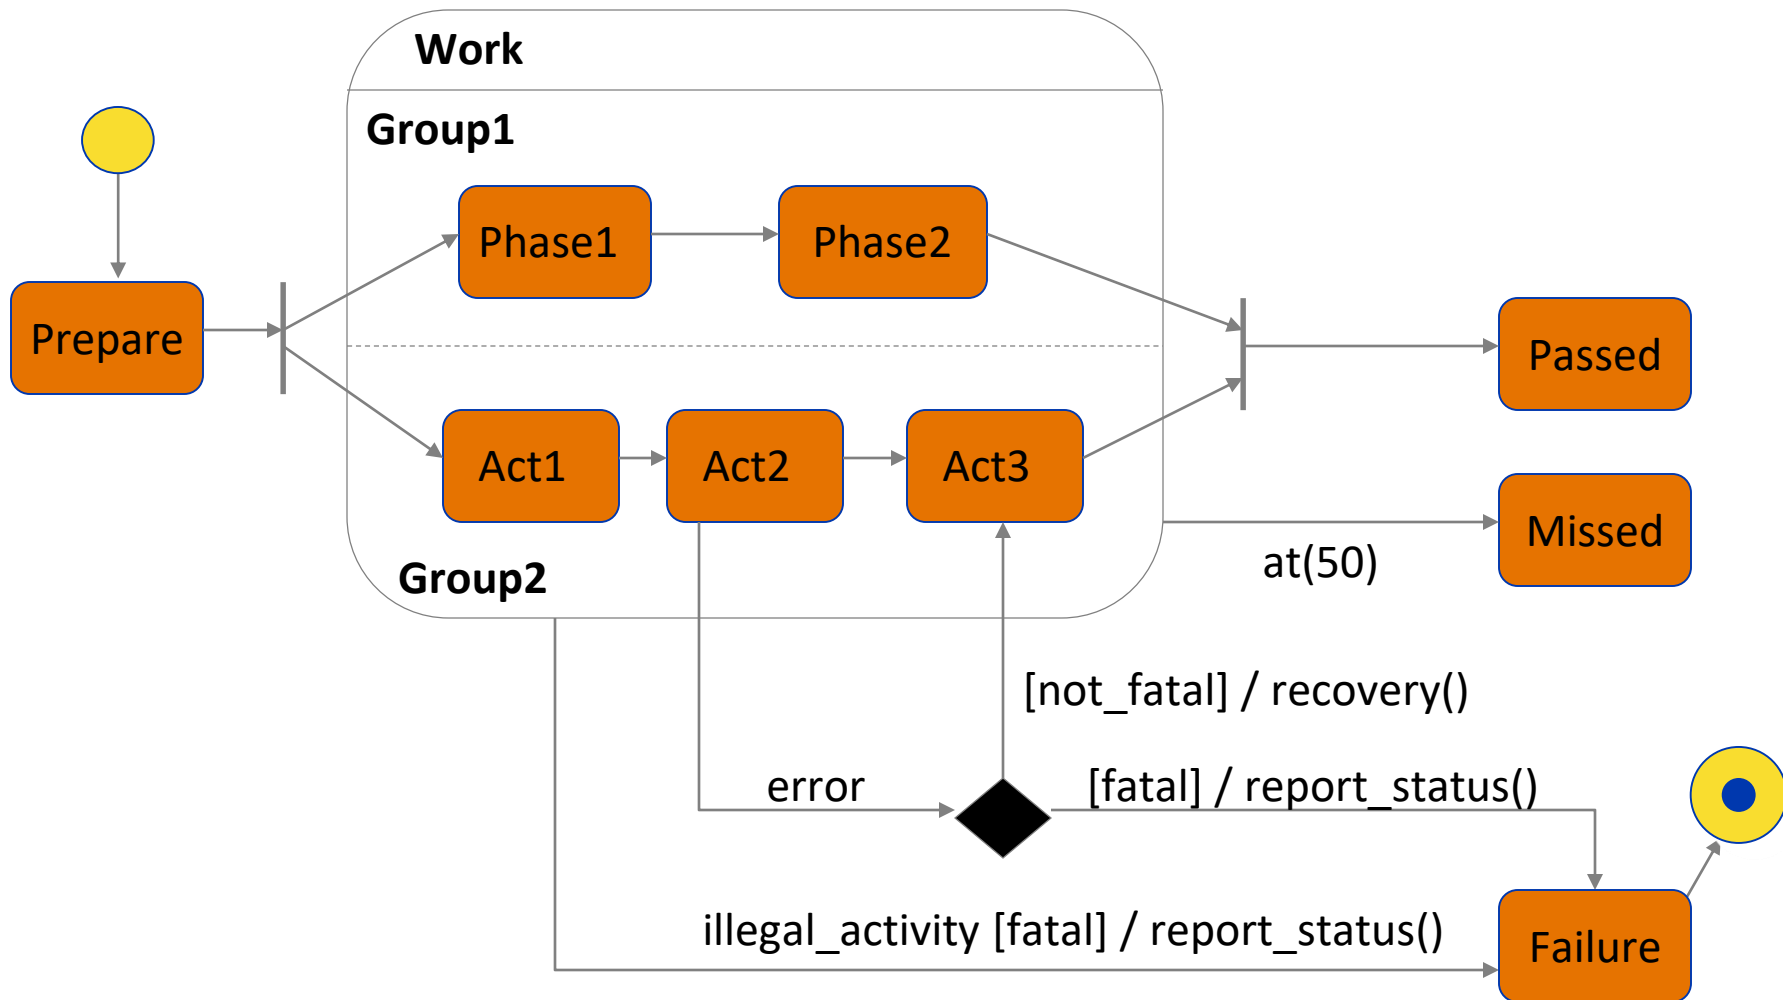 Work
Group1
Phase1
Phase2
Prepare
Passed
Act1
Act2
Act3
Missed
at(50)
Group2
[not_fatal] / recovery()
error
[fatal] / report_status()
illegal_activity [fatal] / report_status()
Failure